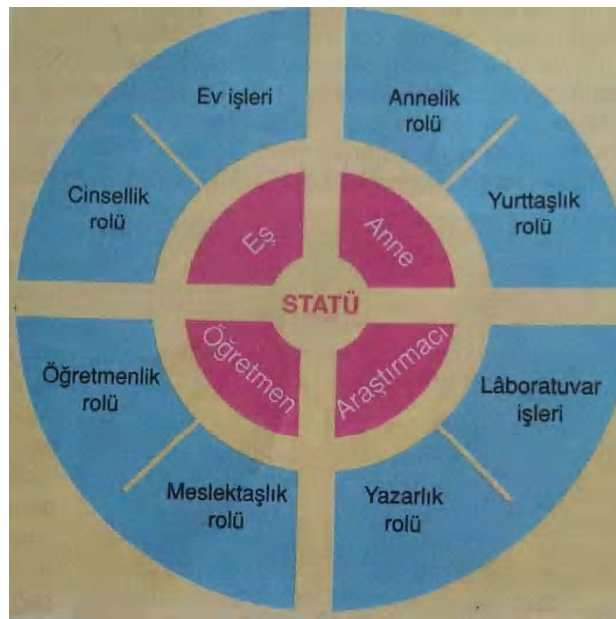 Ev işleri
Annelik
rolü
Cinsellik
rolü
Yurttaşlık
rolü
Eş
Anne
STATÜ
Öğretmen
Araştırmacı
Öğretmenlik
rolü
Lâboratuvar
işleri
Meslektaşlık
rolü
Yazarlık
rolü